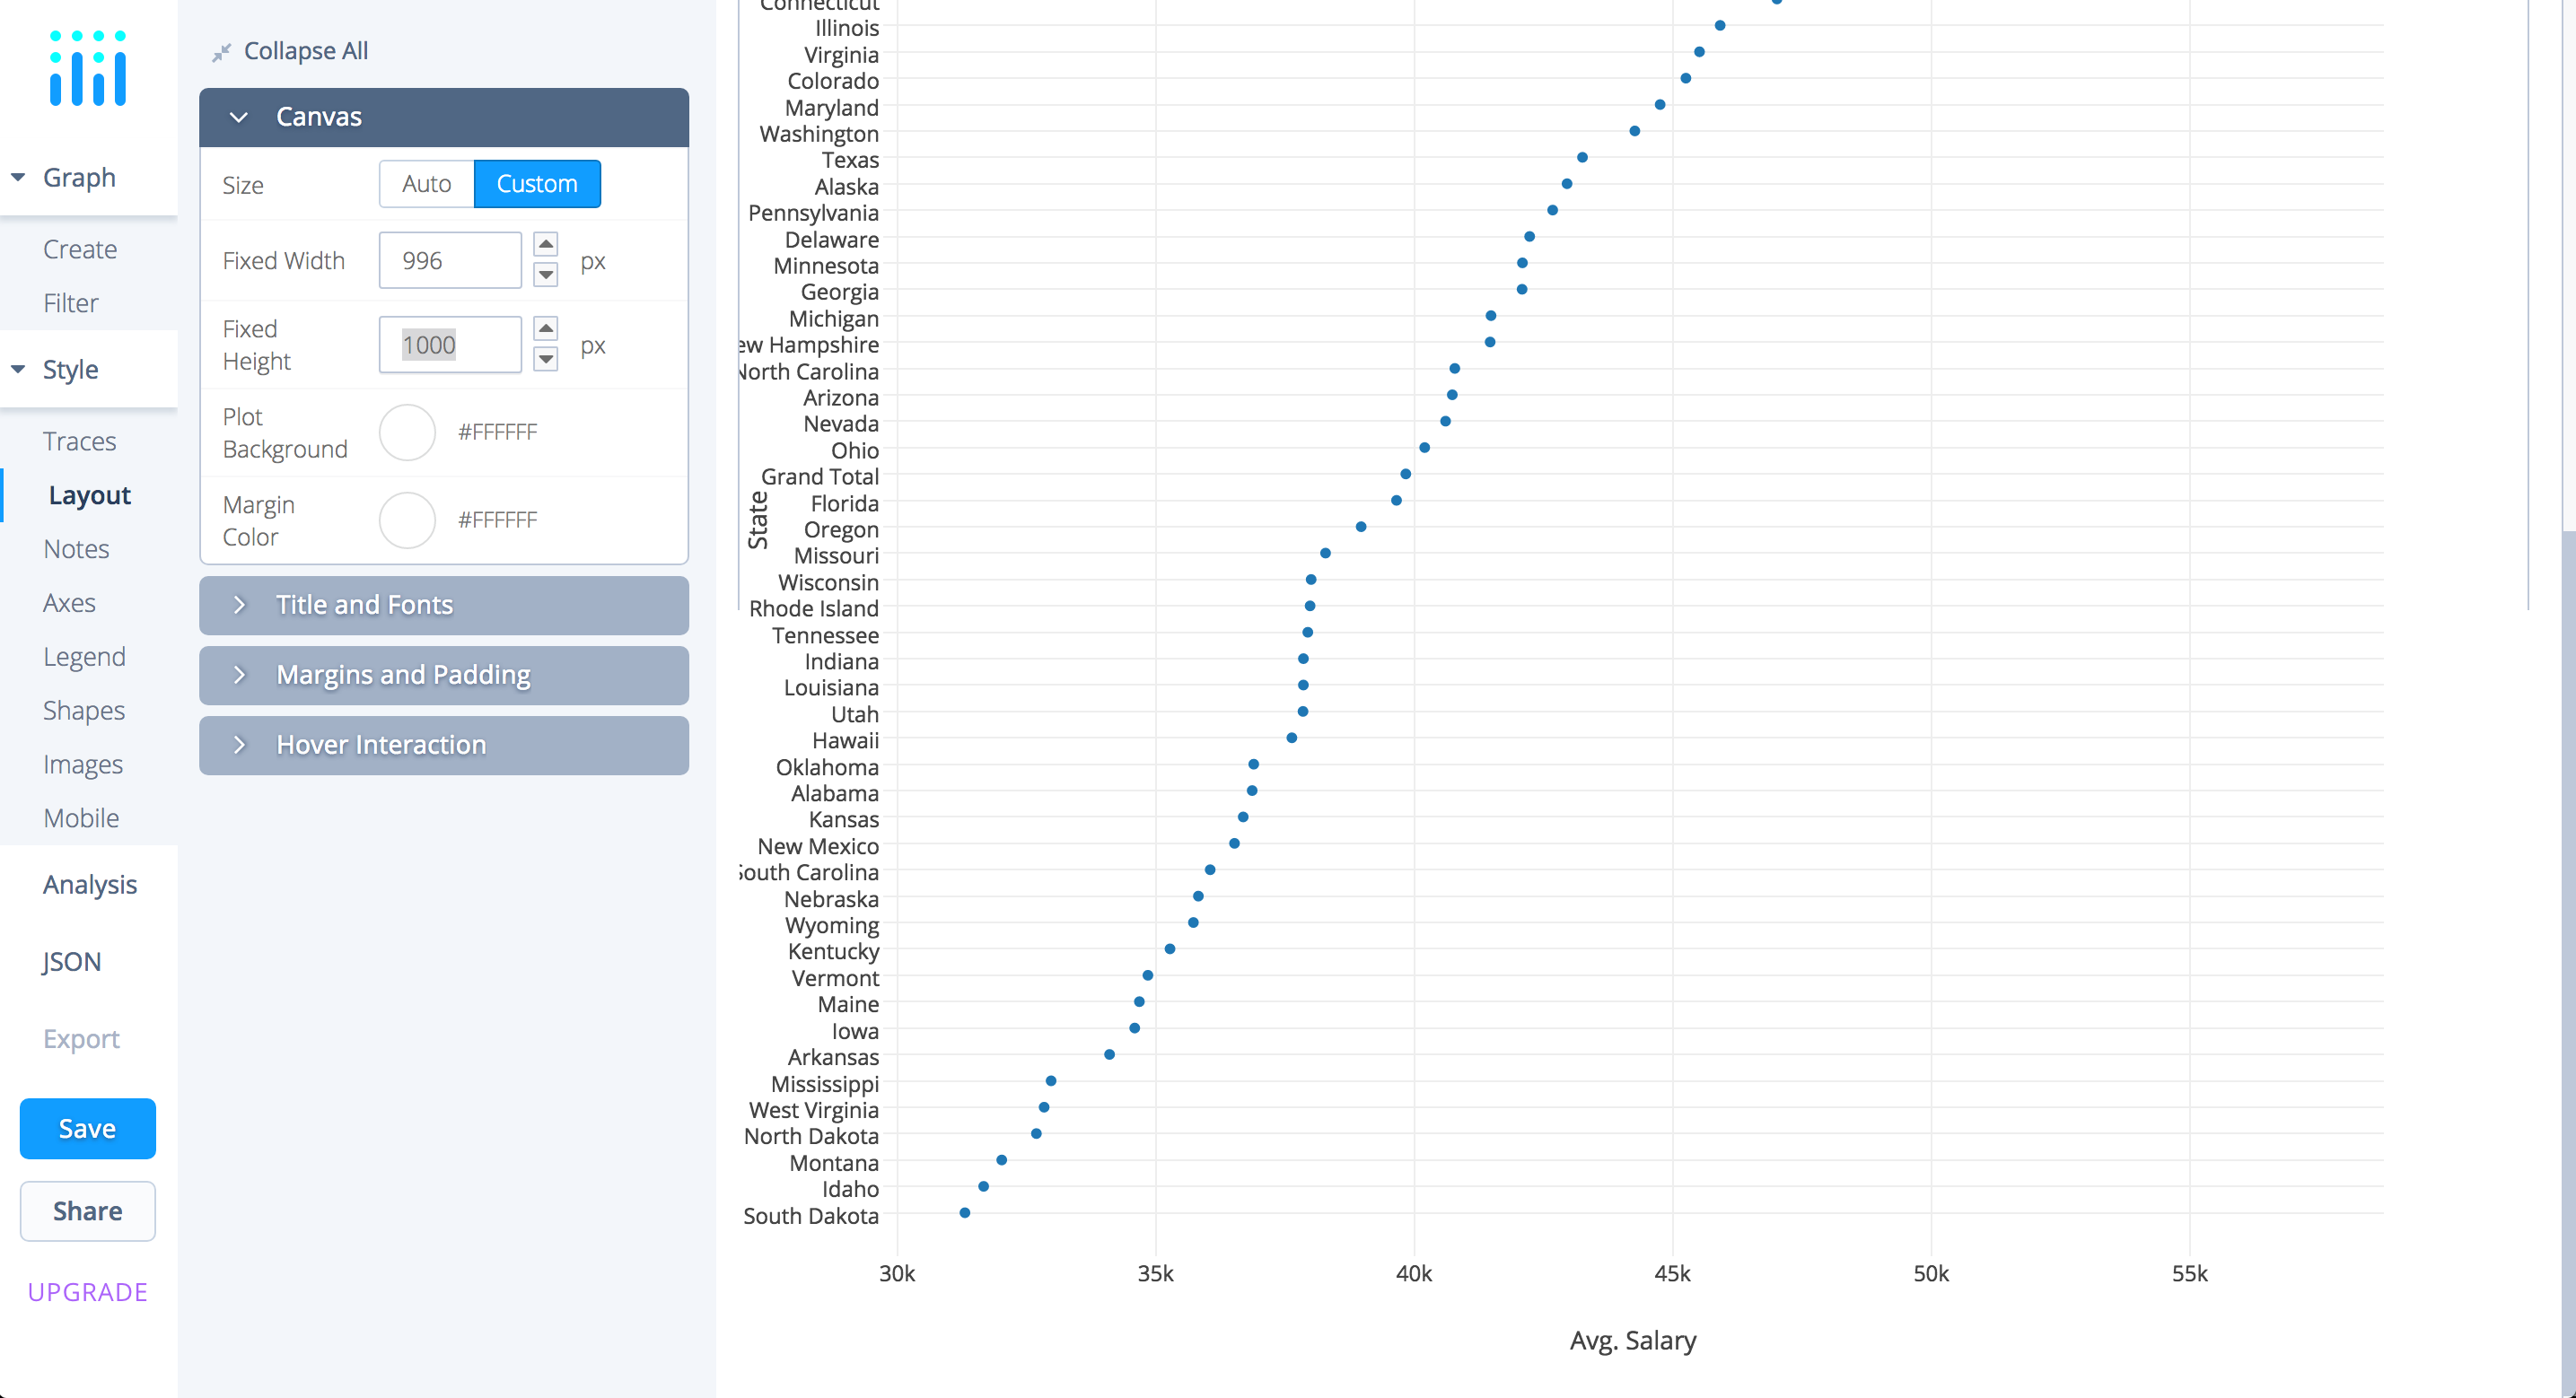 Graph
Create
Filter
Style
Traces
Layout
Notes
Axes
Legend
Shapes
Images
Mobile
Analysis
JSON
Export
Save
Share
UPGRADE
Collapse All
Canvas
Size Auto Custom
Fixed Width 996 px
Fixed
Height 1000 px
Plot
Background #FFFFFF
Margin
Color #FFFFFF
Title and Fonts
Margins and Padding
Hover Interaction
State
Connecticut
Illinois
Virginia
Colorado
Maryland
Washington
Texas
Alaska
Pennsylvania
Delaware
Minnesota
Georgia
Michigan
ew Hampshire
North Carolina
Arizona
Nevada
Ohio
Grand Total
Florida
Oregon
Missouri
Wisconsin
Rhode Island
Tennessee
Indiana
Louisiana
Utah
Hawaii
Oklahoma
Alabama
Kansas
New Mexico
South Carolina
Nebraska
Wyoming
Kentucky
Vermont
Maine
Iowa
Arkansas
Mississippi
West Virginia
North Dakota
Montana
Idaho
South Dakota
30k 35k 40k 45k 50k 55k
Avg. Salary